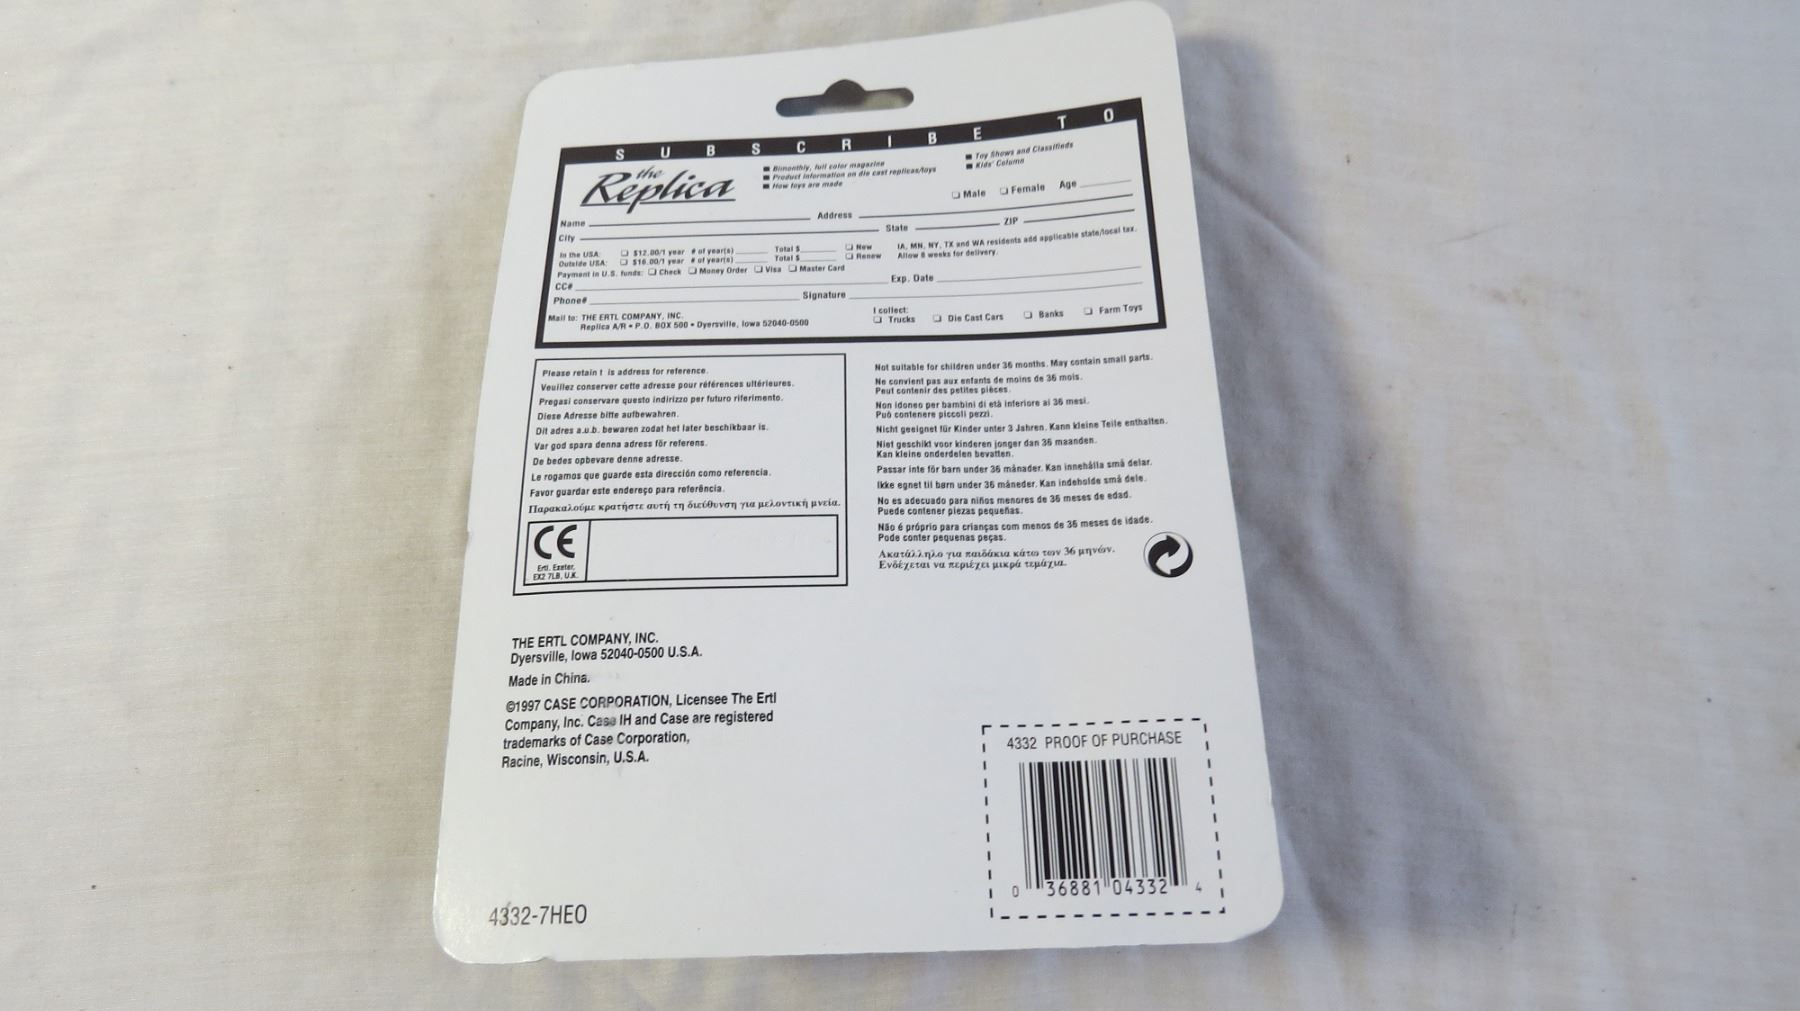 SUBSCRIBE TO
the
Replica
■ Bimonthly, full color magazine
■ Product information on die cast replicas/toys
■ How toys are made
■ Toy Shows and Classifieds
■ Kids' Column
❏ Male ❏ Female Age
Name Address
City State ZIP
In the USA: ❏ $12.00/1 year # of year(s) Total $ ❏ New
Outside USA: ❏ $16.00/1 year # of year(s) Total $ ❏ Renew
IA, MN, NY, TX and WA residents add applicable state/local tax.
Allow 8 weeks for delivery.
Payment in U.S. funds: ❏ Check ❏ Money Order ❏ Visa ❏ Master Card
CC# Exp. Date
Phone# Signature
Mail to: THE ERTL COMPANY, INC.
Replica A/R • P.O. BOX 500 • Dyersville, Iowa 52040-0500
I collect:
❏ Trucks ❏ Die Cast Cars ❏ Banks ❏ Farm Toys
Please retain t is address for reference.
Veuillez conserver cette adresse pour références ultérieures.
Pregasi conservare questo indirizzo per futuro riferimento.
Diese Adresse bitte aufbewahren.
Dit adres a.u.b. bewaren zodat het later beschikbaar is.
Var god spara denna adress för referens.
De bedes opbevare denne adresse.
Le rogamos que guarde esta dirección como referencia.
Favor guardar este endereço para referência.
Παρακαλούμε κρατήστε αυτή τη διεύθυνση για μελοντική μνεία.
CE
Ertl. Exeter,
EX2 7LB, U.K.
Not suitable for children under 36 months. May contain small parts.
Ne convient pas aux enfants de moins de 36 mois.
Peut contenir des petites pièces.
Non idoneo per bambini di età inferiore ai 36 mesi.
Può contenere piccoli pezzi.
Nicht geeignet für Kinder unter 3 Jahren. Kann kleine Teile enthalten.
Niet geschikt voor kinderen jonger dan 36 maanden.
Kan kleine onderdelen bevatten.
Passar inte för barn under 36 månader. Kan innehålla små delar.
Ikke egnet til børn under 36 måneder. Kan indeholde små dele.
No es adecuado para niños menores de 36 meses de edad.
Puede contener piezas pequeñas.
Não é próprio para crianças com menos de 36 meses de idade.
Pode conter pequenas peças.
Ακατάλληλο για παιδάκια κάτω των 36 μηνών.
Ενδέχεται να περιέχει μικρά τεμάχια.
THE ERTL COMPANY, INC.
Dyersville, Iowa 52040-0500 U.S.A.
Made in China.
©1997 CASE CORPORATION, Licensee The Ertl
Company, Inc. Case IH and Case are registered
trademarks of Case Corporation,
Racine, Wisconsin, U.S.A.
4332 PROOF OF PURCHASE
0 36881 04332 4
4332-7HEO